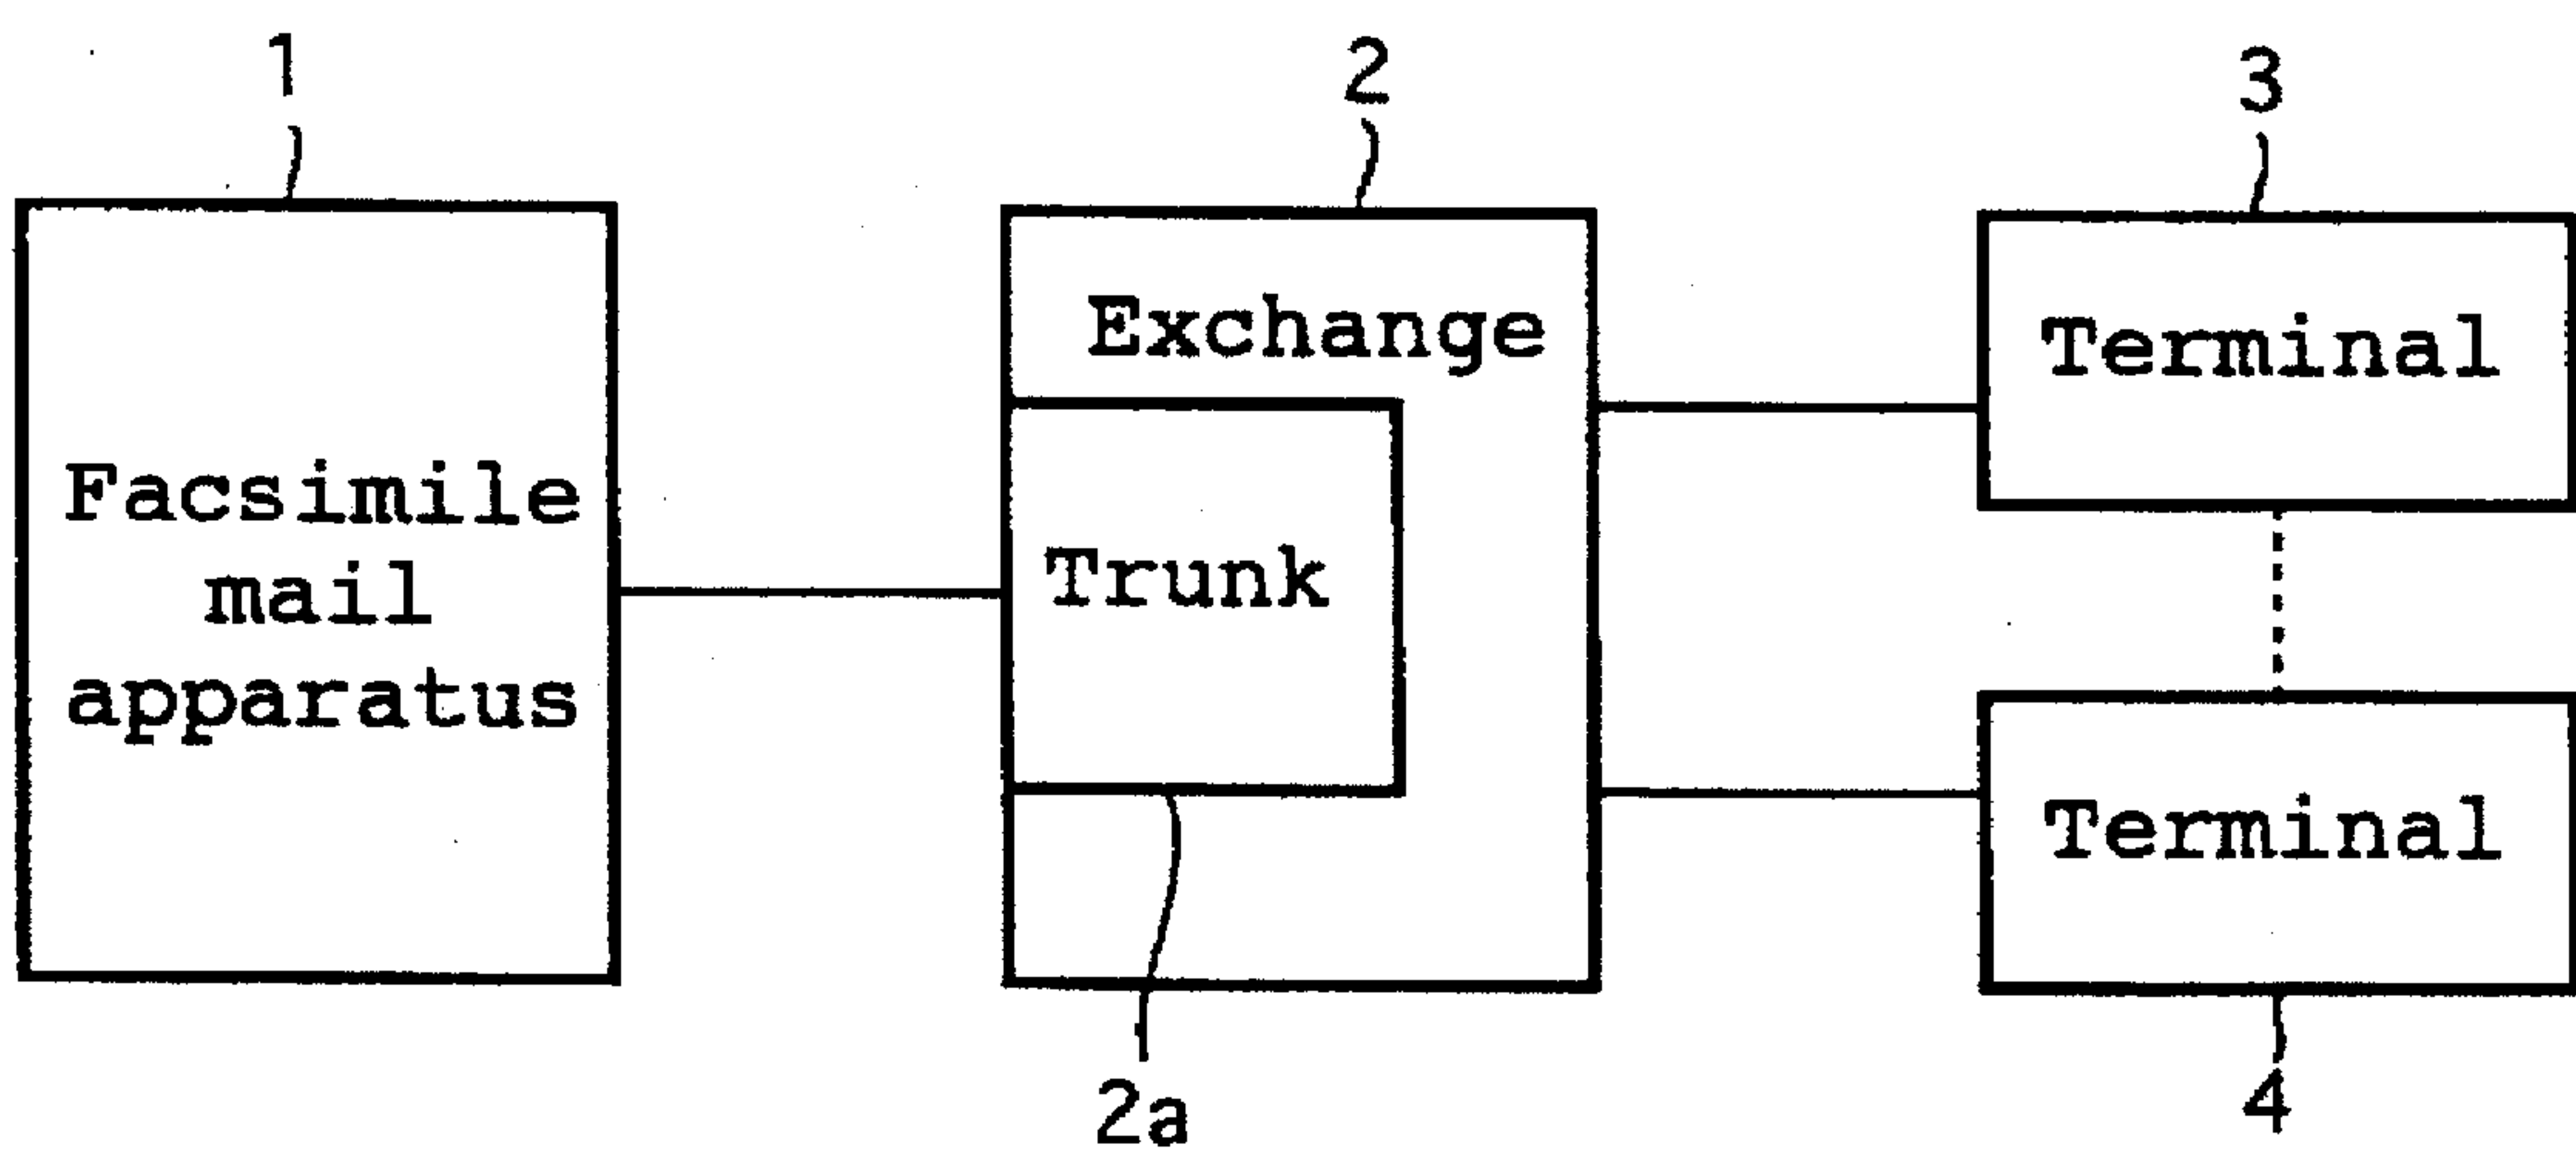 1
2
3
Facsimile
mail
apparatus
Exchange
Trunk
2a
Terminal
Terminal
4